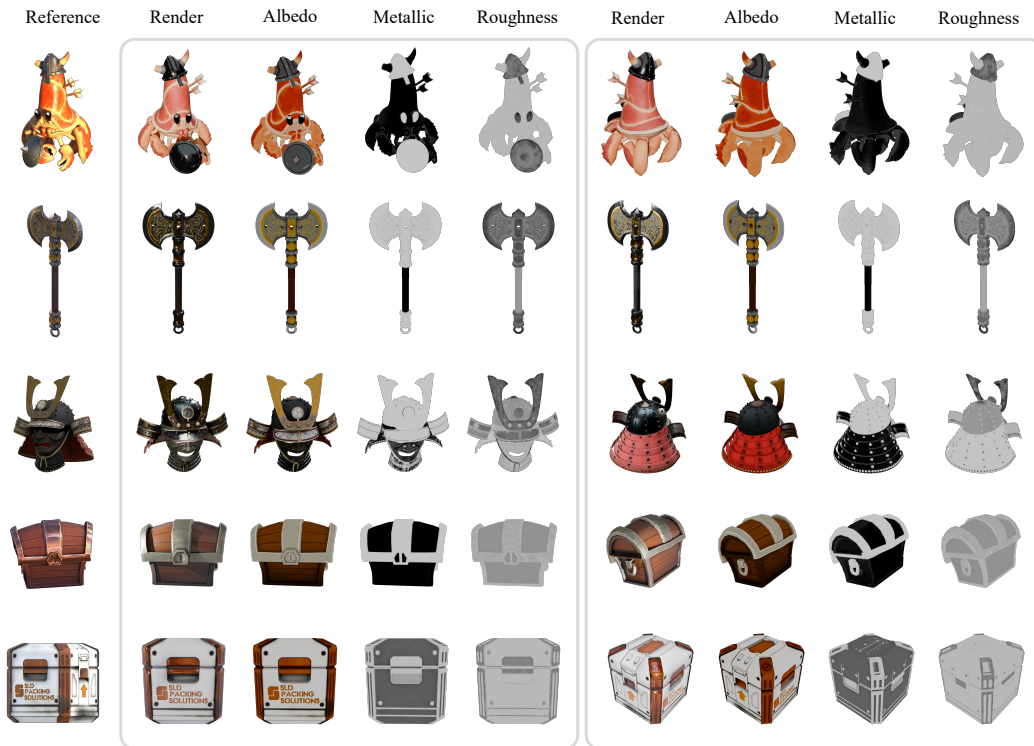 Reference Render Albedo Metallic Roughness Render Albedo Metallic Roughness
SLD
PACKING
SOLUTIONS
SLD
PACKING
SOLUTIONS
SLD
PACKING
SOLUTIONS